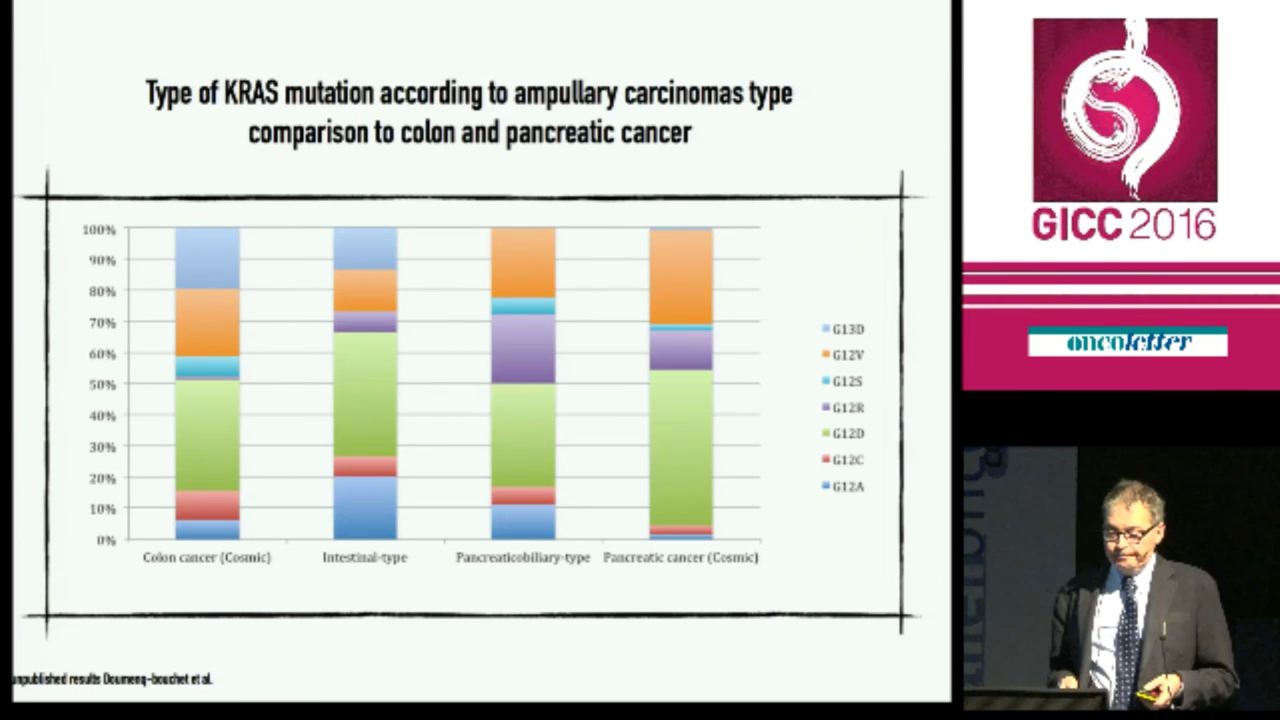 Type of KRAS mutation according to ampullary carcinomas type
comparison to colon and pancreatic cancer
100%
90%
80%
70%
60%
50%
40%
30%
20%
10%
0%
Colon cancer (Cosmic)
Intestinal-type
Pancreaticobiliary-type
Pancreatic cancer (Cosmic)
G13D
G12V
G12S
G12R
G12D
G12C
G12A
unpublished results Doumenq-bouchet et al.
GICC 2016
oncoletter